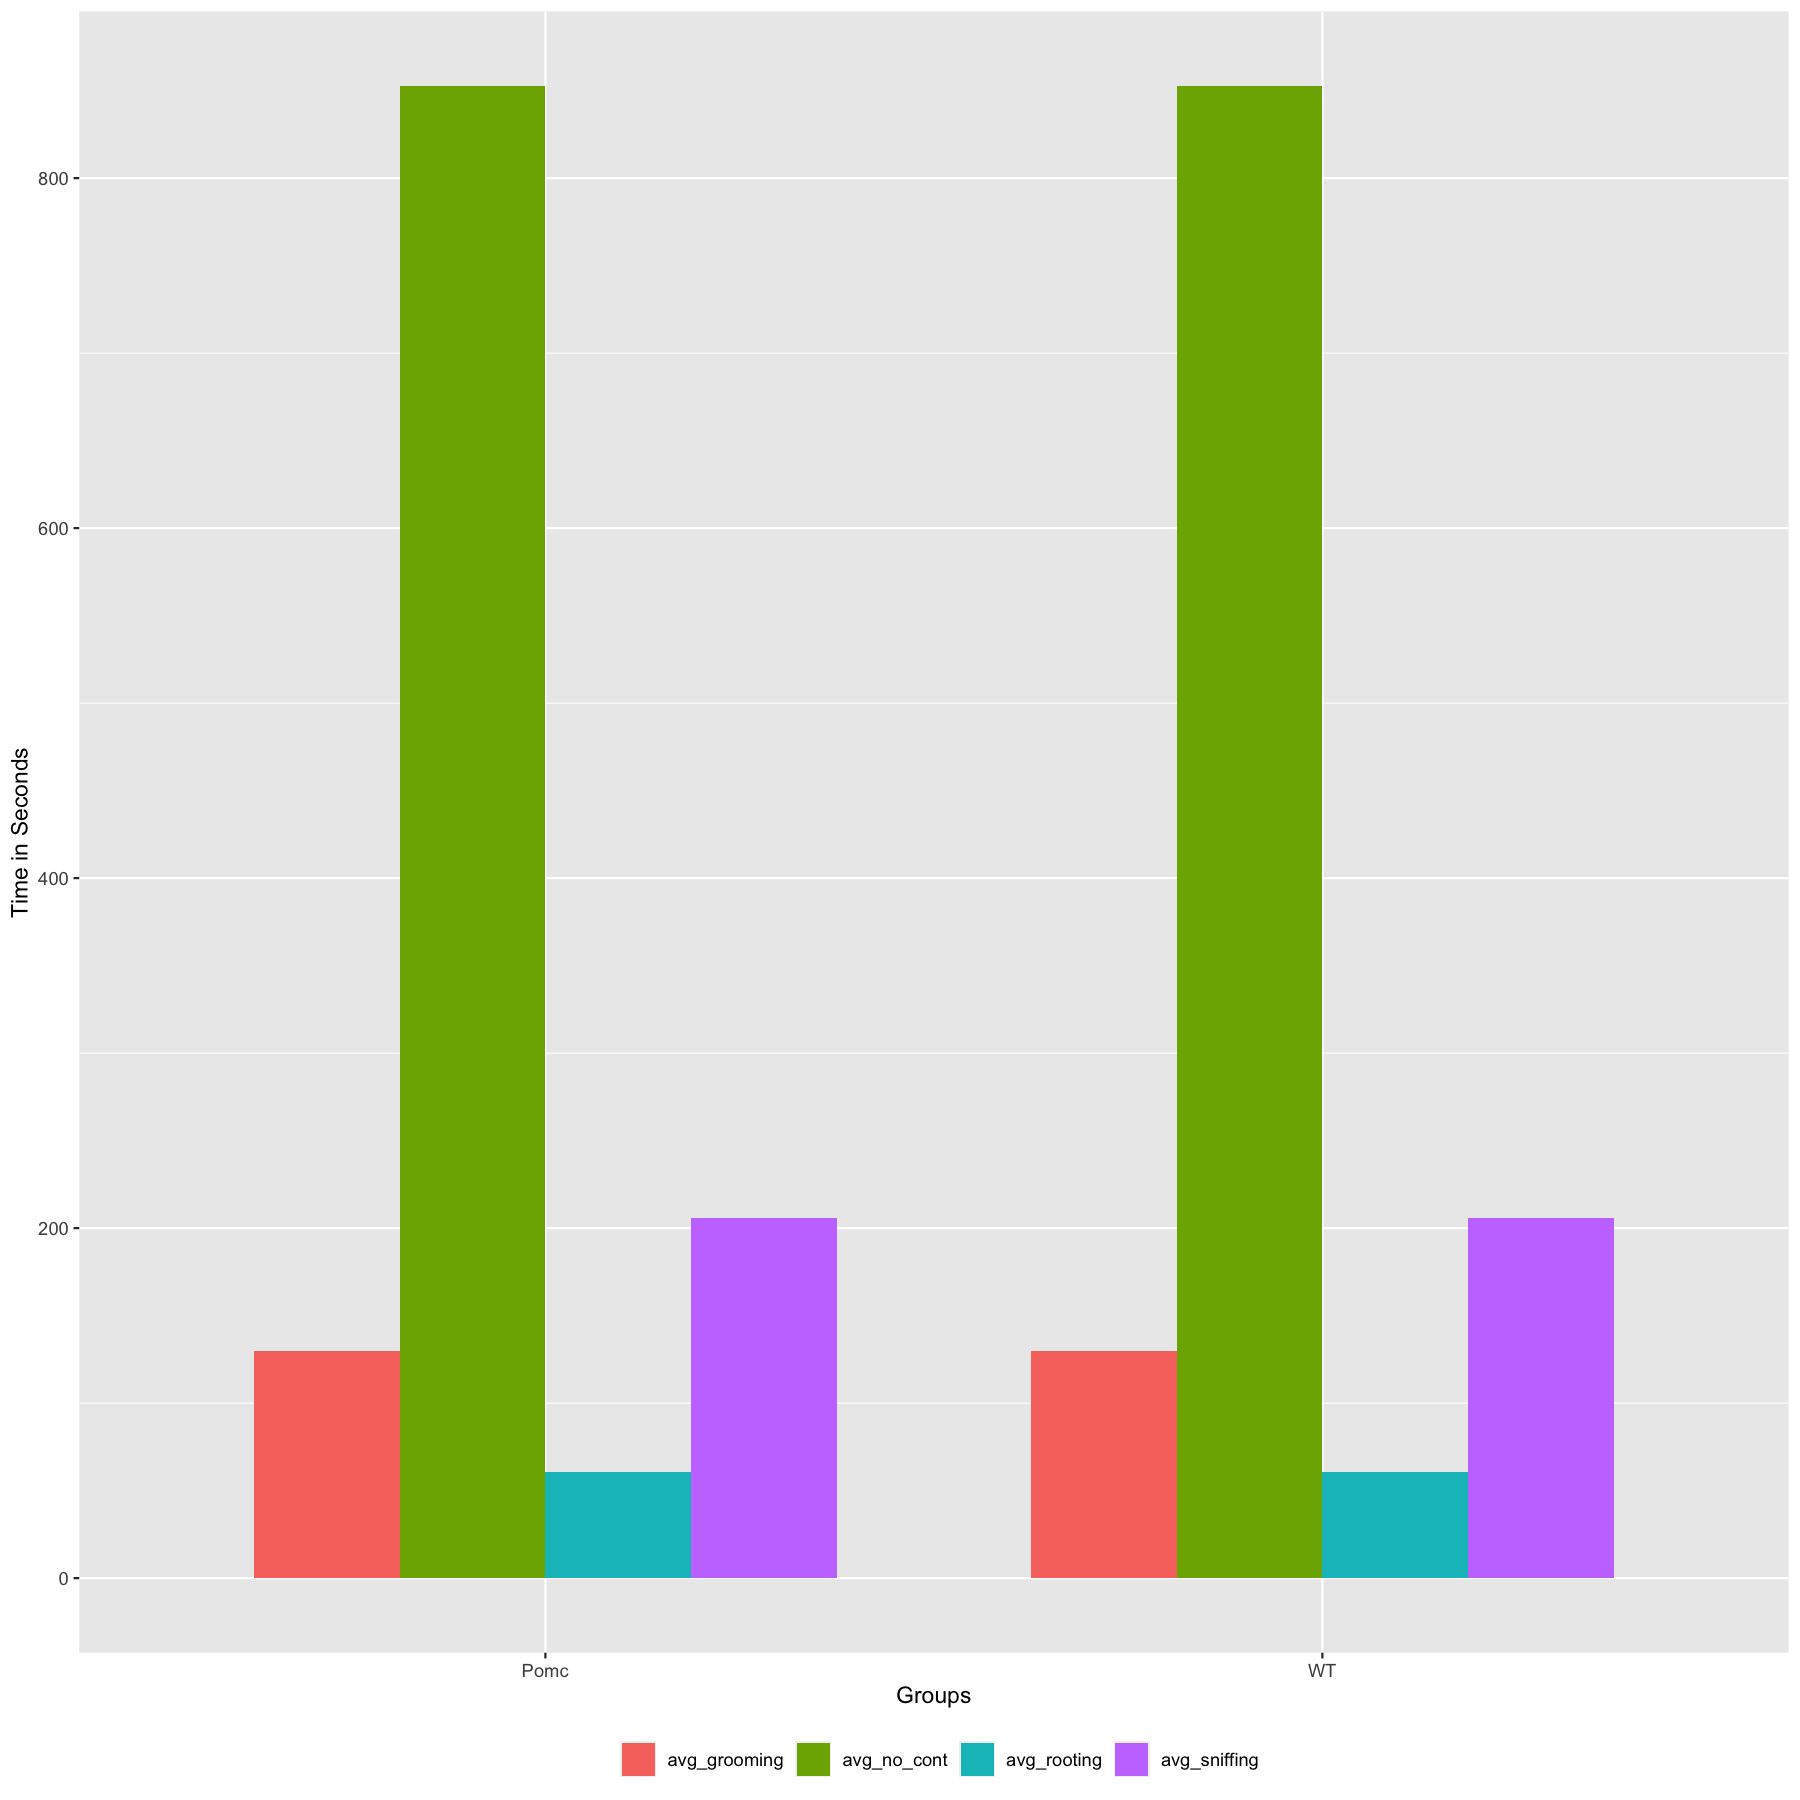 Time in Seconds
800
600
400
200
0
Pomc WT
Groups
avg_grooming avg_no_cont avg_rooting avg_sniffing